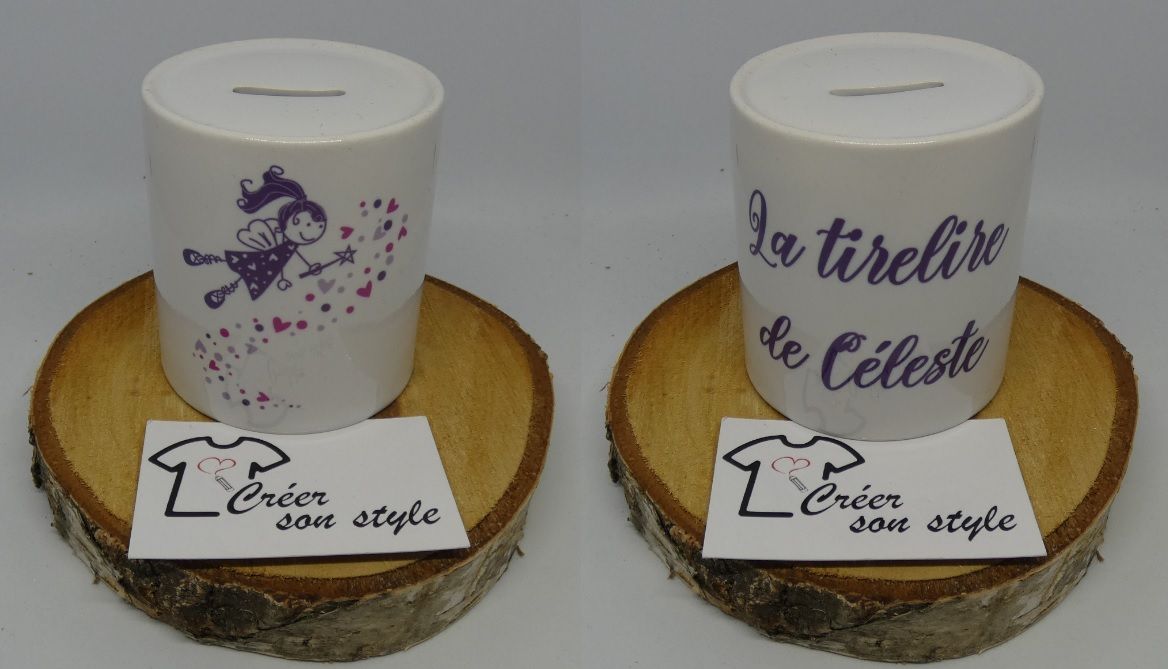 La tirelire
de Céleste
Créer
son style
Créer
son style